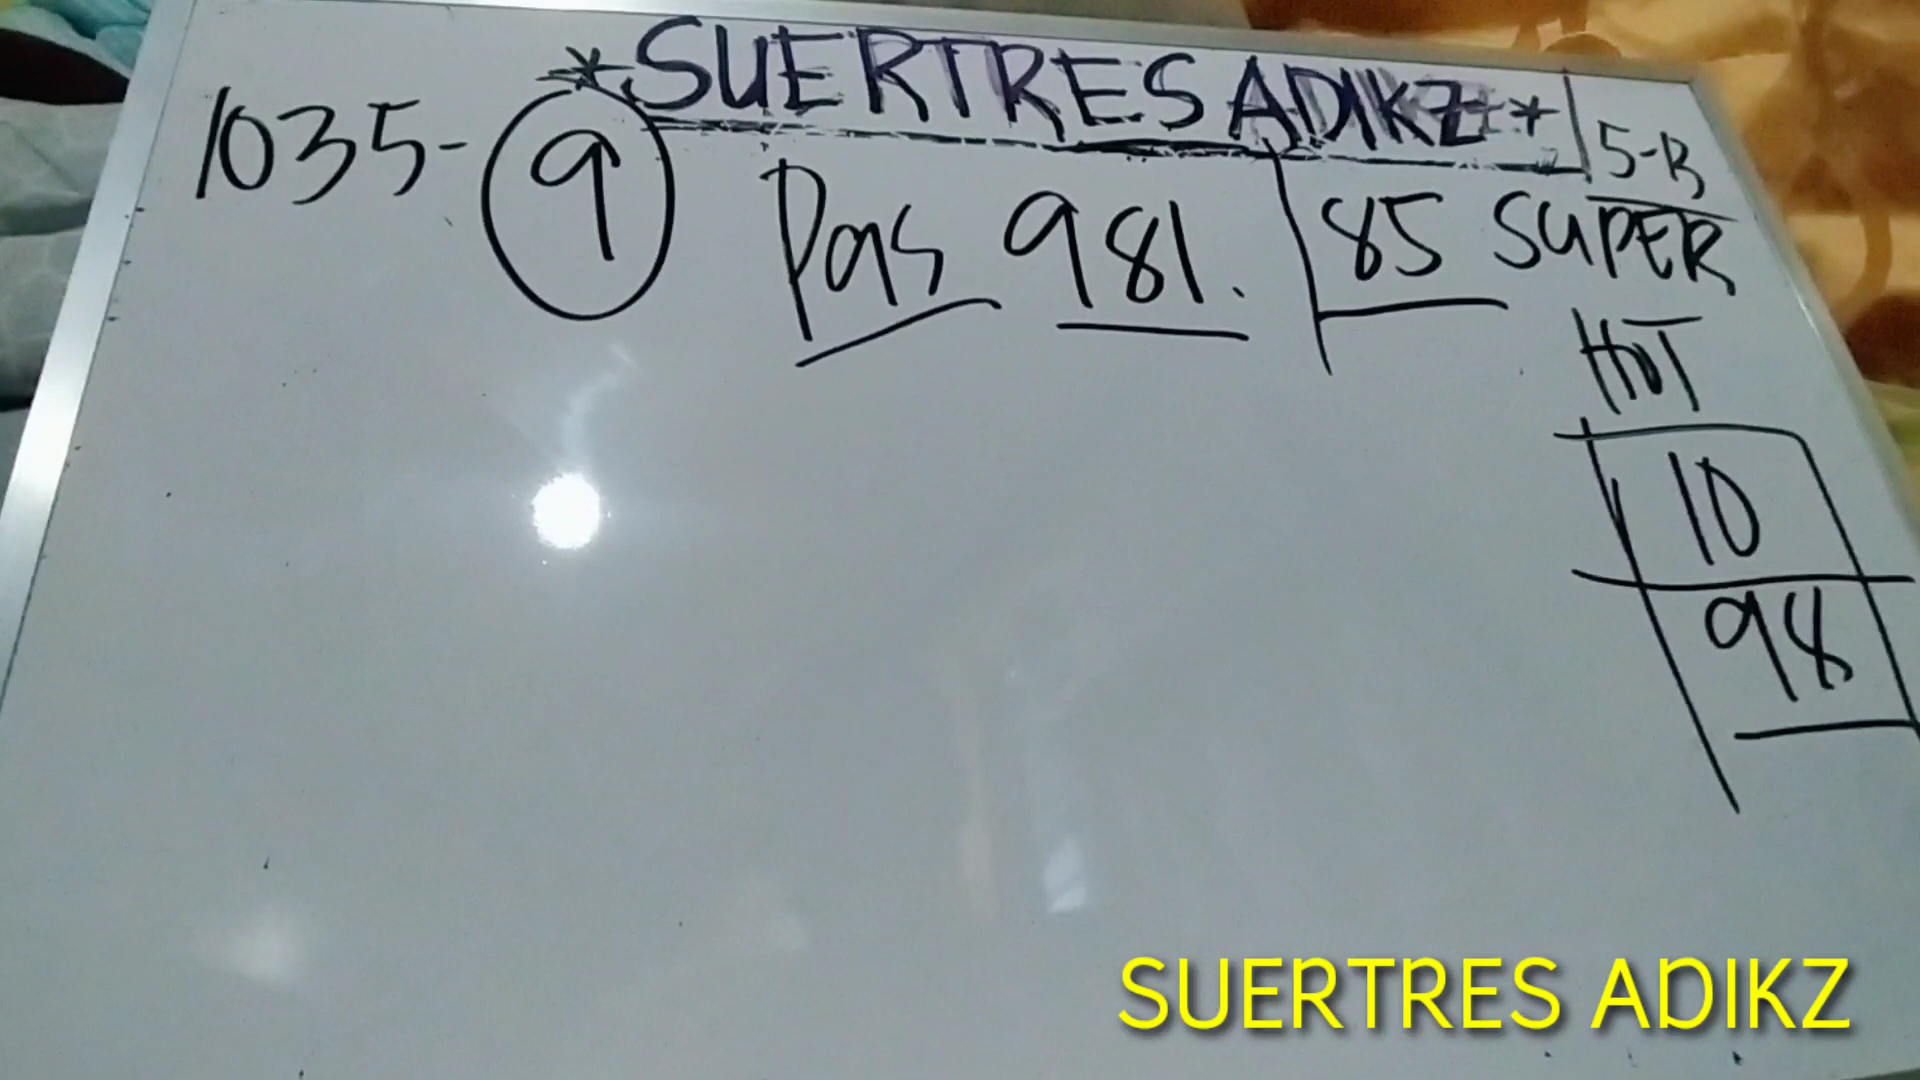 *SUERTRES ADIKZ*
5-B
1035- 9 Pas 981. 85 SUPER
HOT
10
98
SUERTRES ADIKZ